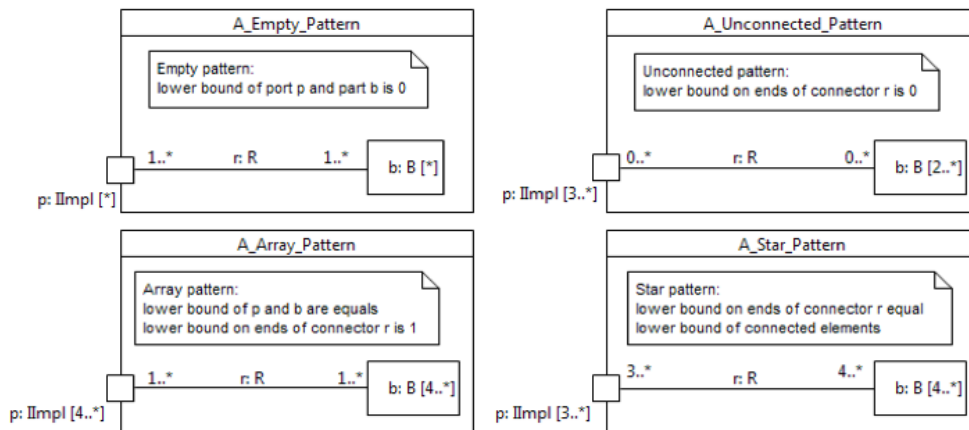 A_Empty_Pattern
Empty pattern:
lower bound of port p and part b is 0
1..* r: R 1..*
b: B [*]
p: IImpl [*]
A_Unconnected_Pattern
Unconnected pattern:
lower bound on ends of connector r is 0
0..* r: R 0..*
b: B [2..*]
p: IImpl [3..*]
A_Array_Pattern
Array pattern:
lower bound of p and b are equals
lower bound on ends of connector r is 1
1..* r: R 1..*
b: B [4..*]
p: IImpl [4..*]
A_Star_Pattern
Star pattern:
lower bound on ends of connector r equal
lower bound of connected elements
3..* r: R 4..*
b: B [4..*]
p: IImpl [3..*]